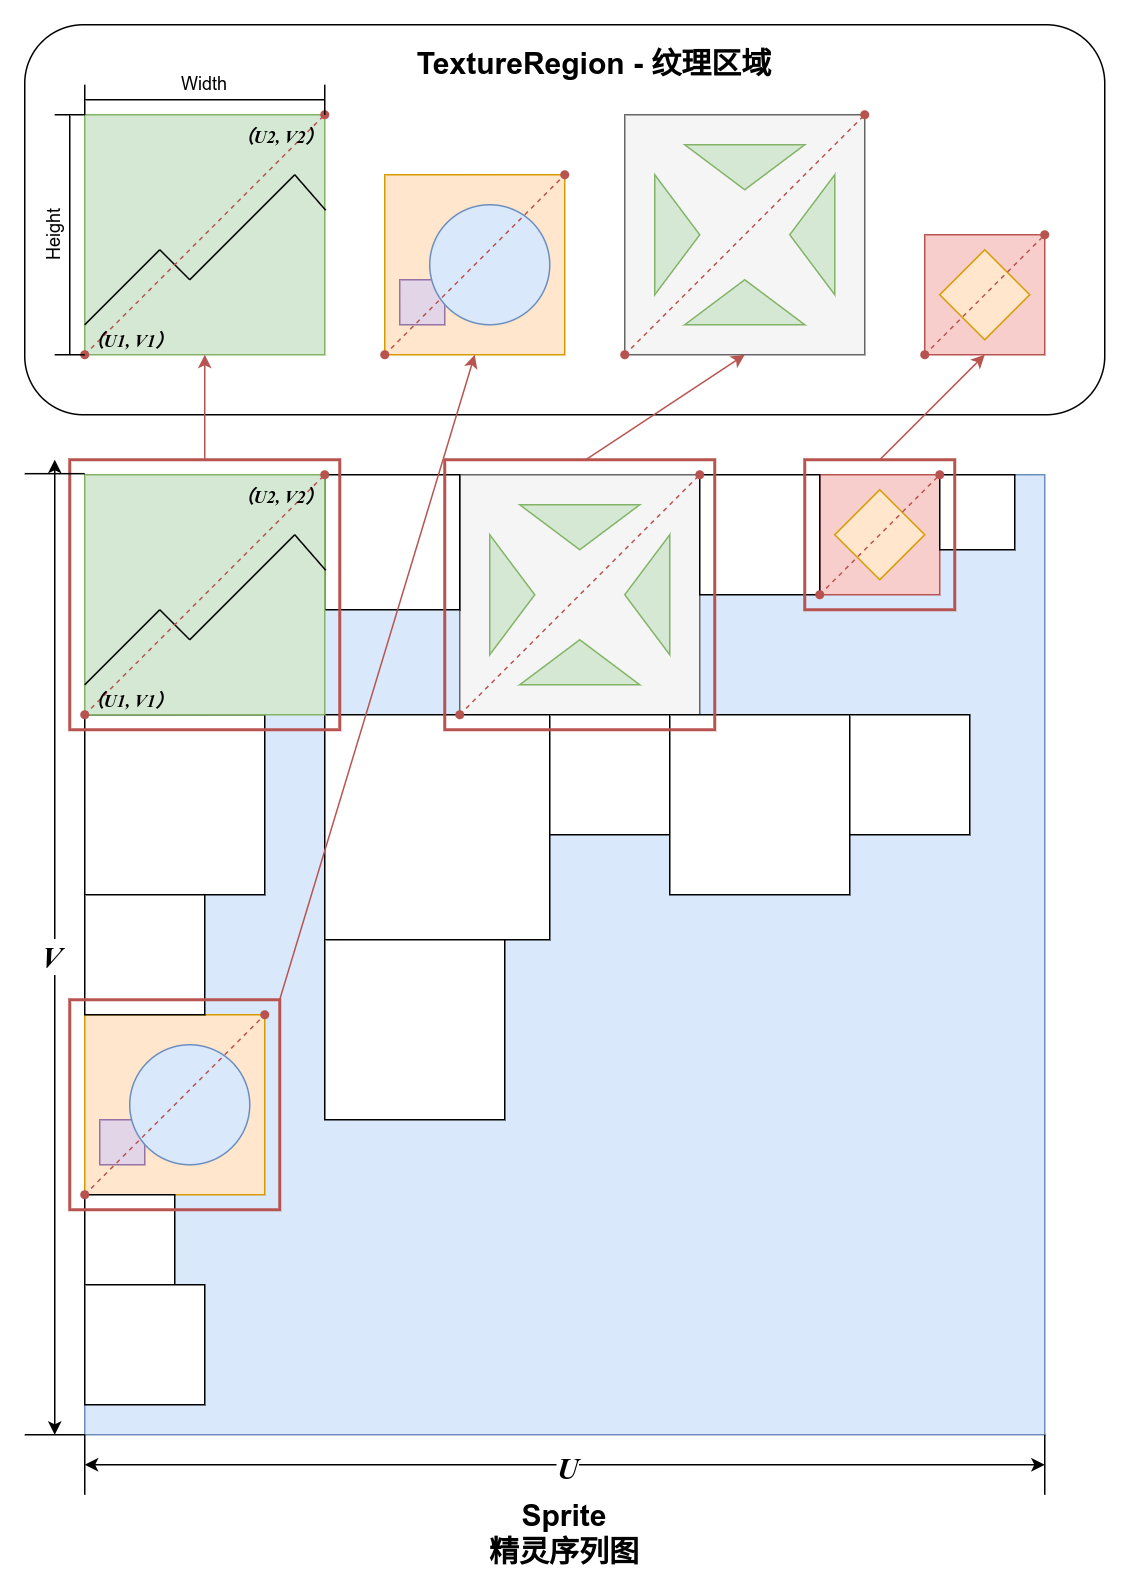 TextureRegion - 纹理区域
Width
（U2, V2）
Height
（U1, V1）
（U2, V2）
（U1, V1）
V
U
Sprite
精灵序列图